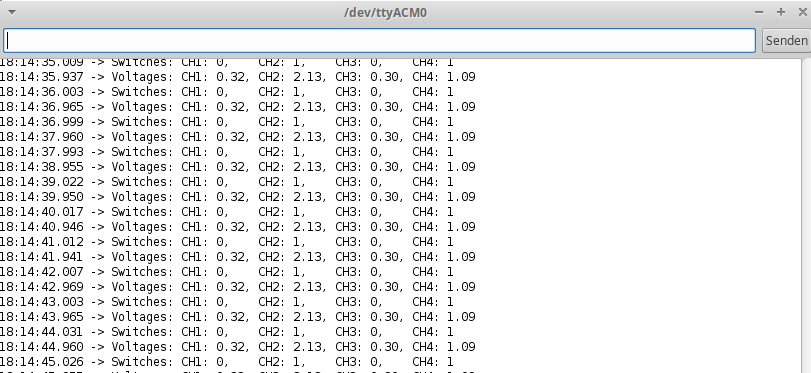 /dev/ttyACM0
Senden
18:14:35.009 -> Switches: CH1: 0, CH2: 1, CH3: 0, CH4: 1
18:14:35.937 -> Voltages: CH1: 0.32, CH2: 2.13, CH3: 0.30, CH4: 1.09
18:14:36.003 -> Switches: CH1: 0, CH2: 1, CH3: 0, CH4: 1
18:14:36.965 -> Voltages: CH1: 0.32, CH2: 2.13, CH3: 0.30, CH4: 1.09
18:14:36.999 -> Switches: CH1: 0, CH2: 1, CH3: 0, CH4: 1
18:14:37.960 -> Voltages: CH1: 0.32, CH2: 2.13, CH3: 0.30, CH4: 1.09
18:14:37.993 -> Switches: CH1: 0, CH2: 1, CH3: 0, CH4: 1
18:14:38.955 -> Voltages: CH1: 0.32, CH2: 2.13, CH3: 0.30, CH4: 1.09
18:14:39.022 -> Switches: CH1: 0, CH2: 1, CH3: 0, CH4: 1
18:14:39.950 -> Voltages: CH1: 0.32, CH2: 2.13, CH3: 0.30, CH4: 1.09
18:14:40.017 -> Switches: CH1: 0, CH2: 1, CH3: 0, CH4: 1
18:14:40.946 -> Voltages: CH1: 0.32, CH2: 2.13, CH3: 0.30, CH4: 1.09
18:14:41.012 -> Switches: CH1: 0, CH2: 1, CH3: 0, CH4: 1
18:14:41.941 -> Voltages: CH1: 0.32, CH2: 2.13, CH3: 0.30, CH4: 1.09
18:14:42.007 -> Switches: CH1: 0, CH2: 1, CH3: 0, CH4: 1
18:14:42.969 -> Voltages: CH1: 0.32, CH2: 2.13, CH3: 0.30, CH4: 1.09
18:14:43.003 -> Switches: CH1: 0, CH2: 1, CH3: 0, CH4: 1
18:14:43.965 -> Voltages: CH1: 0.32, CH2: 2.13, CH3: 0.30, CH4: 1.09
18:14:44.031 -> Switches: CH1: 0, CH2: 1, CH3: 0, CH4: 1
18:14:44.960 -> Voltages: CH1: 0.32, CH2: 2.13, CH3: 0.30, CH4: 1.09
18:14:45.026 -> Switches: CH1: 0, CH2: 1, CH3: 0, CH4: 1